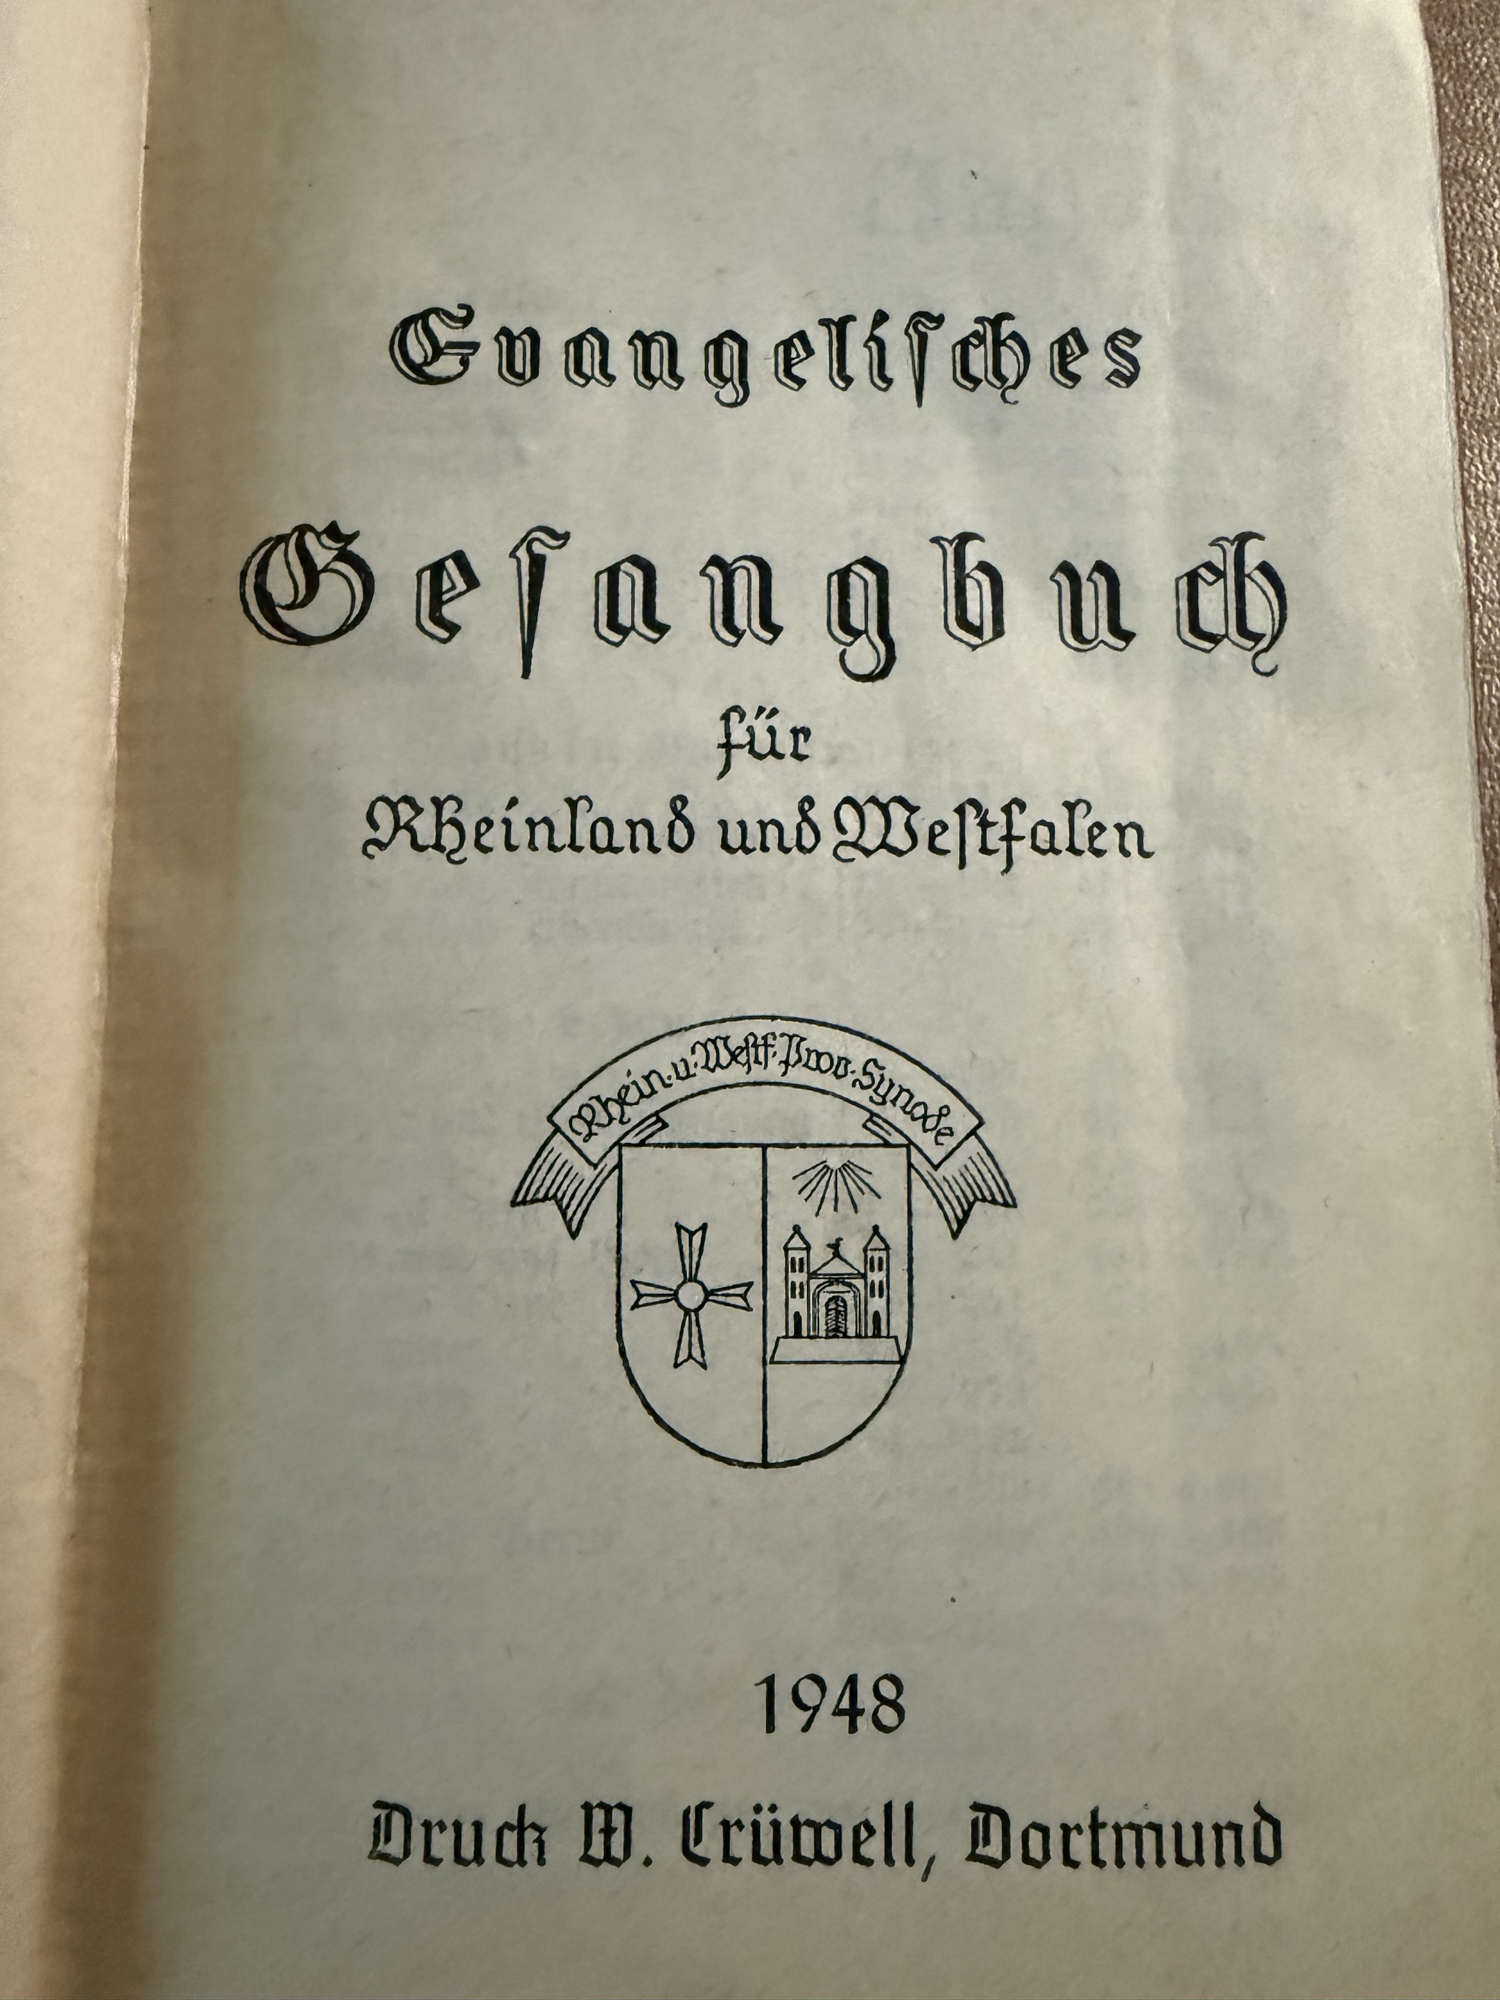 Evangeliſches
Geſangbuch
für
Rheinland und Weſtfalen
Rhein. u. Weſtf. Prov. Synode
1948
Druck W. Crüwell, Dortmund